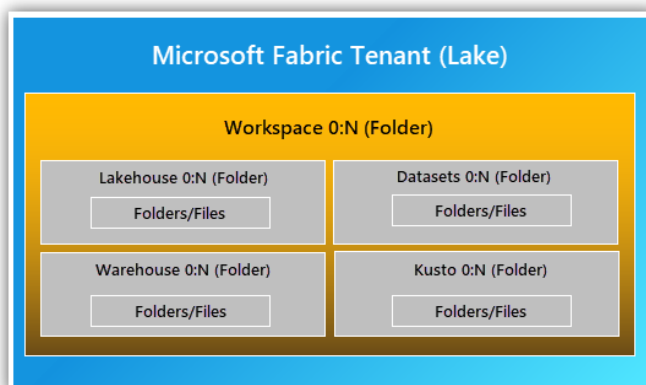 Microsoft Fabric Tenant (Lake)
Workspace 0:N (Folder)
Lakehouse 0:N (Folder)
Folders/Files
Datasets 0:N (Folder)
Folders/Files
Warehouse 0:N (Folder)
Folders/Files
Kusto 0:N (Folder)
Folders/Files